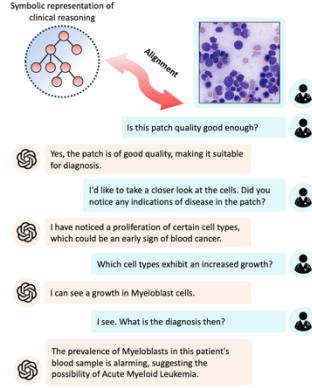 Symbolic representation of
clinical reasoning
Alignment
Is this patch quality good enough?
Yes, the patch is of good quality, making it suitable
for diagnosis.
I'd like to take a closer look at the cells. Did you
notice any indications of disease in the patch?
I have noticed a proliferation of certain cell types,
which could be an early sign of blood cancer.
Which cell types exhibit an increased growth?
I can see a growth in Myeloblast cells.
I see. What is the diagnosis then?
The prevalence of Myeloblasts in this patient's
blood sample is alarming, suggesting the
possibility of Acute Myeloid Leukemia.